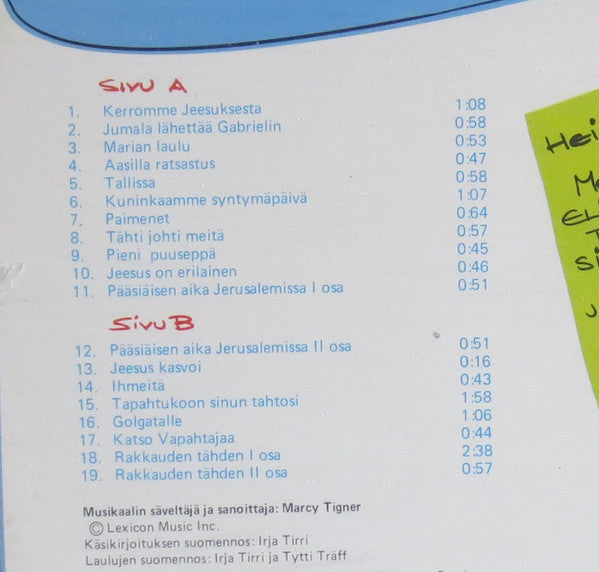 SIVU A
1. Kerromme Jeesuksesta 1:08
2. Jumala lähettää Gabrielin 0:58
3. Marian laulu 0:53
4. Aasilla ratsastus 0:47
5. Tallissa 0:58
6. Kuninkaamme syntymäpäivä 1:07
7. Paimenet 0:64
8. Tähti johti meitä 0:57
9. Pieni puuseppä 0:45
10. Jeesus on erilainen 0:46
11. Pääsiäisen aika Jerusalemissa I osa 0:51
SIVU B
12. Pääsiäisen aika Jerusalemissa II osa 0:51
13. Jeesus kasvoi 0:16
14. Ihmeitä 0:43
15. Tapahtukoon sinun tahtosi 1:58
16. Golgatalle 1:06
17. Katso Vapahtajaa 0:44
18. Rakkauden tähden I osa 2:38
19. Rakkauden tähden II osa 0:57
Musikaalin säveltäjä ja sanoittaja: Marcy Tigner
© Lexicon Music Inc.
Käsikirjoituksen suomennos: Irja Tirri
Laulujen suomennos: Irja Tirri ja Tytti Träff
Hei